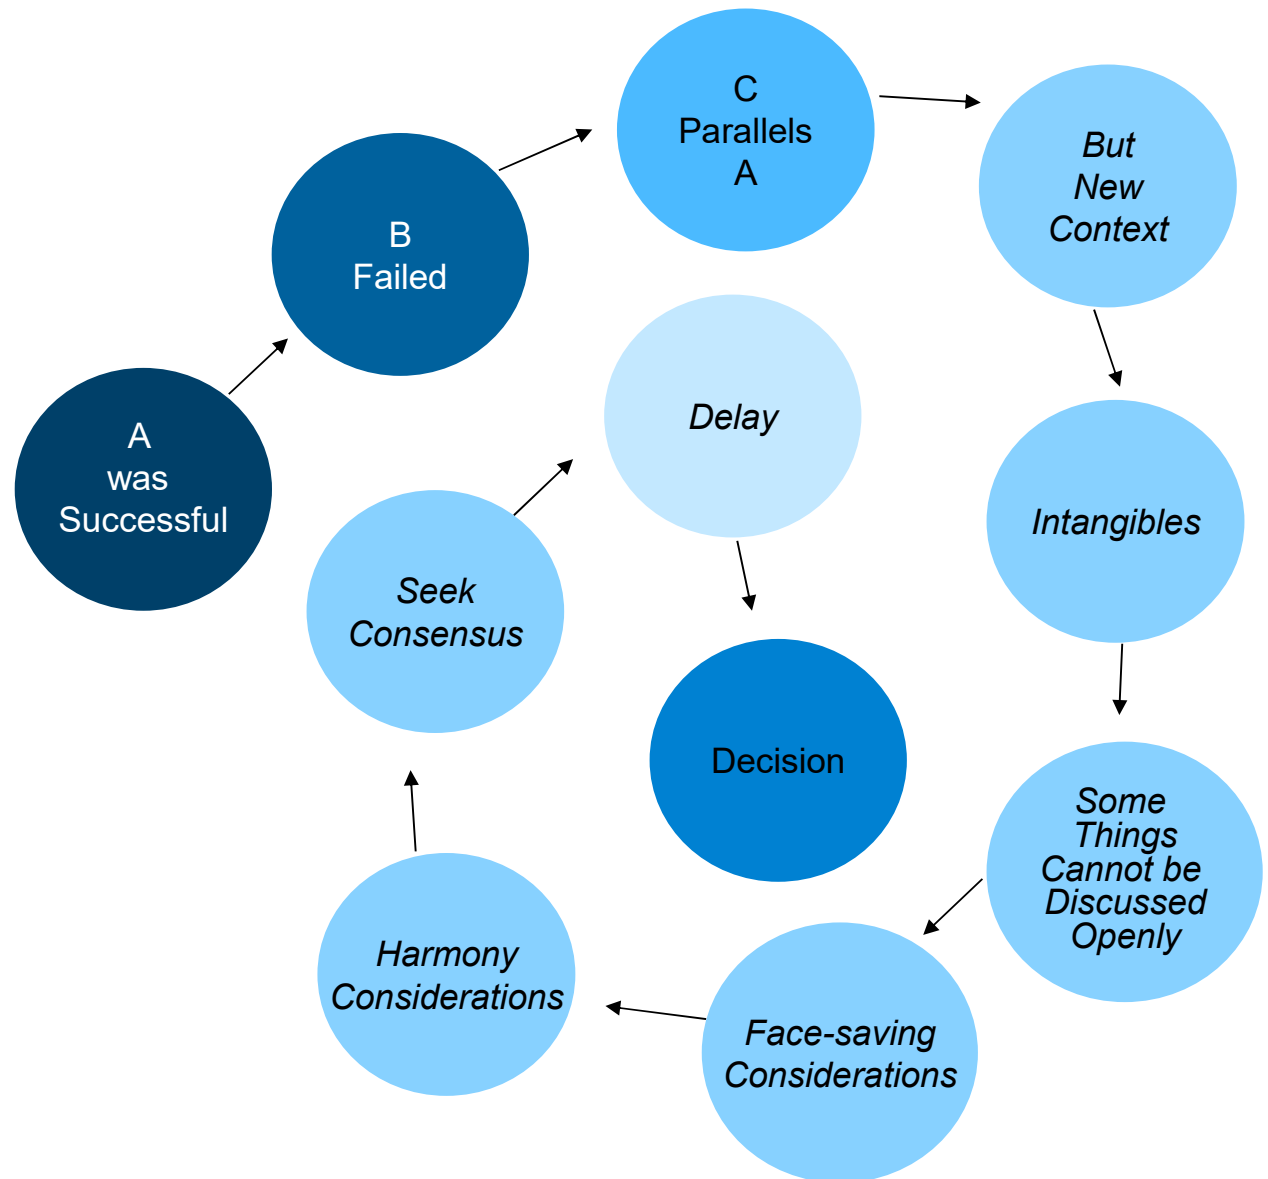 A
was
Successful
B
Failed
C
Parallels
A
But
New
Context
Intangibles
Some
Things
Cannot be
Discussed
Openly
Face-saving
Considerations
Harmony
Considerations
Seek
Consensus
Delay
Decision